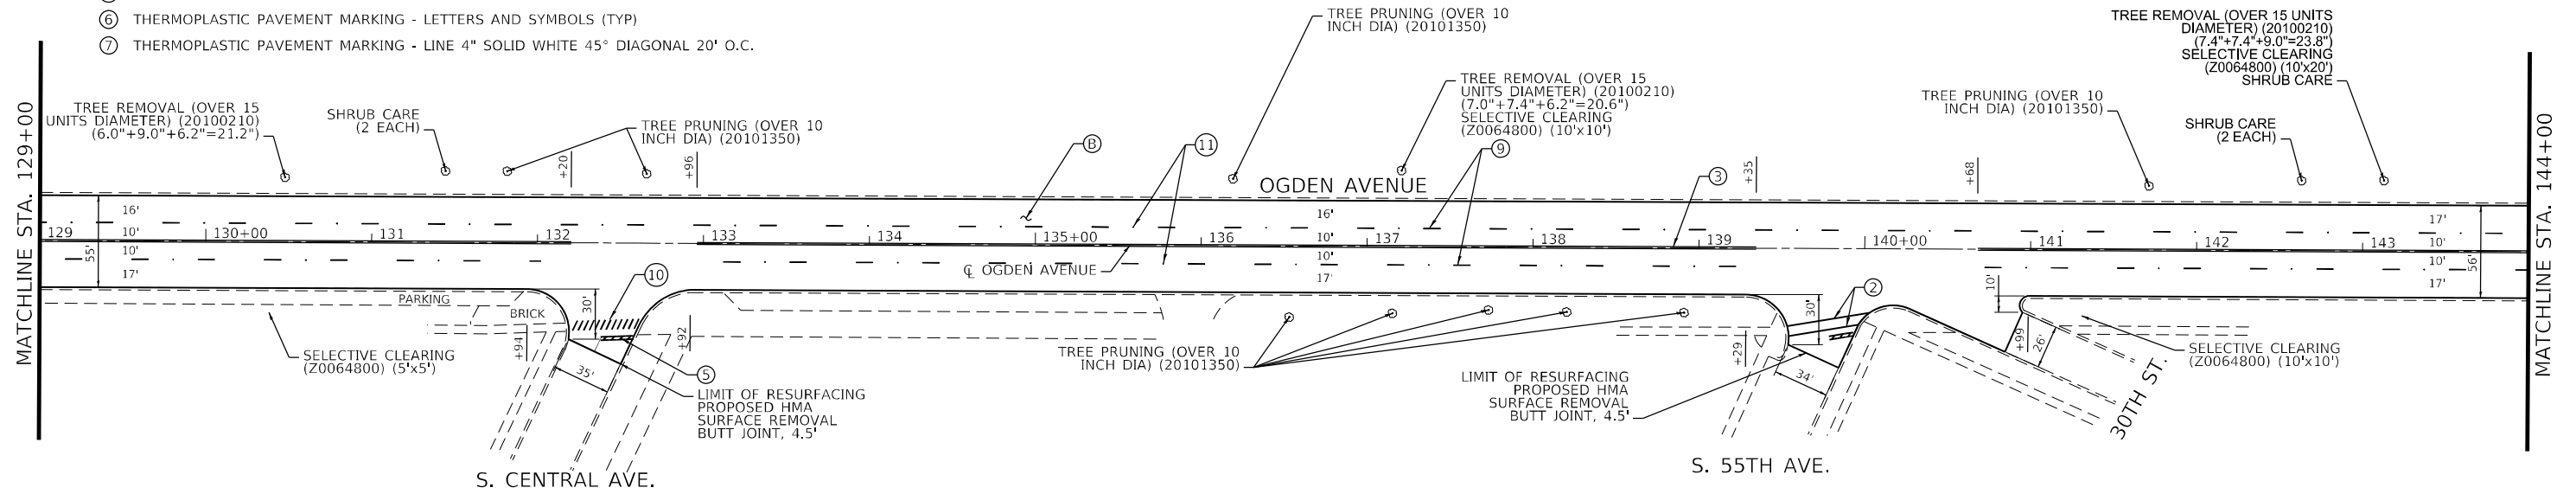 ⑥ THERMOPLASTIC PAVEMENT MARKING - LETTERS AND SYMBOLS (TYP)
⑦ THERMOPLASTIC PAVEMENT MARKING - LINE 4" SOLID WHITE 45° DIAGONAL 20' O.C.
TREE PRUNING (OVER 10
INCH DIA) (20101350)
TREE REMOVAL (OVER 15 UNITS
DIAMETER) (20100210)
(7.4"+7.4"+9.0"=23.8")
SELECTIVE CLEARING
(Z0064800) (10'x20')
SHRUB CARE
TREE REMOVAL (OVER 15
UNITS DIAMETER) (20100210)
(6.0"+9.0"+6.2"=21.2")
SHRUB CARE
(2 EACH)
TREE PRUNING (OVER 10
INCH DIA) (20101350)
TREE REMOVAL (OVER 15
UNITS DIAMETER) (20100210)
(7.0"+7.4"+6.2"=20.6")
SELECTIVE CLEARING
(Z0064800) (10'x10')
TREE PRUNING (OVER 10
INCH DIA) (20101350)
SHRUB CARE
(2 EACH)
MATCHLINE STA. 129+00
MATCHLINE STA. 144+00
+20
+96
Ⓑ
⑪
⑨
③
+35
+68
OGDEN AVENUE
16'
10'
10'
17'
55'
16'
10'
10'
17'
17'
10'
10'
17'
56'
129
130+00
131
132
133
134
135+00
136
137
138
139
140+00
141
142
143
℄ OGDEN AVENUE
PARKING
BRICK
⑩
30'
+94
+92
35'
⑤
SELECTIVE CLEARING
(Z0064800) (5'x5')
LIMIT OF RESURFACING
PROPOSED HMA
SURFACE REMOVAL
BUTT JOINT, 4.5'
TREE PRUNING (OVER 10
INCH DIA) (20101350)
②
30'
10'
+29
+99
34'
26'
LIMIT OF RESURFACING
PROPOSED HMA
SURFACE REMOVAL
BUTT JOINT, 4.5'
SELECTIVE CLEARING
(Z0064800) (10'x10')
30TH ST.
S. CENTRAL AVE.
S. 55TH AVE.